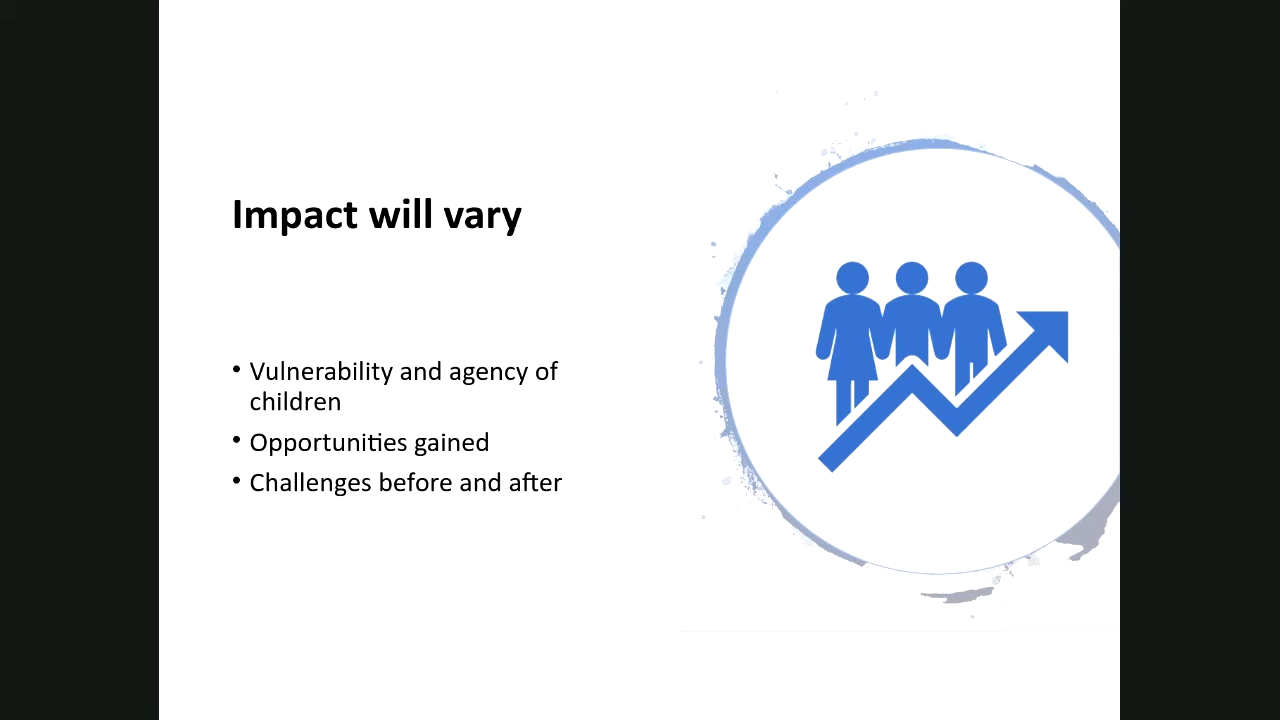 Impact will vary
• Vulnerability and agency of
children
• Opportunities gained
• Challenges before and after